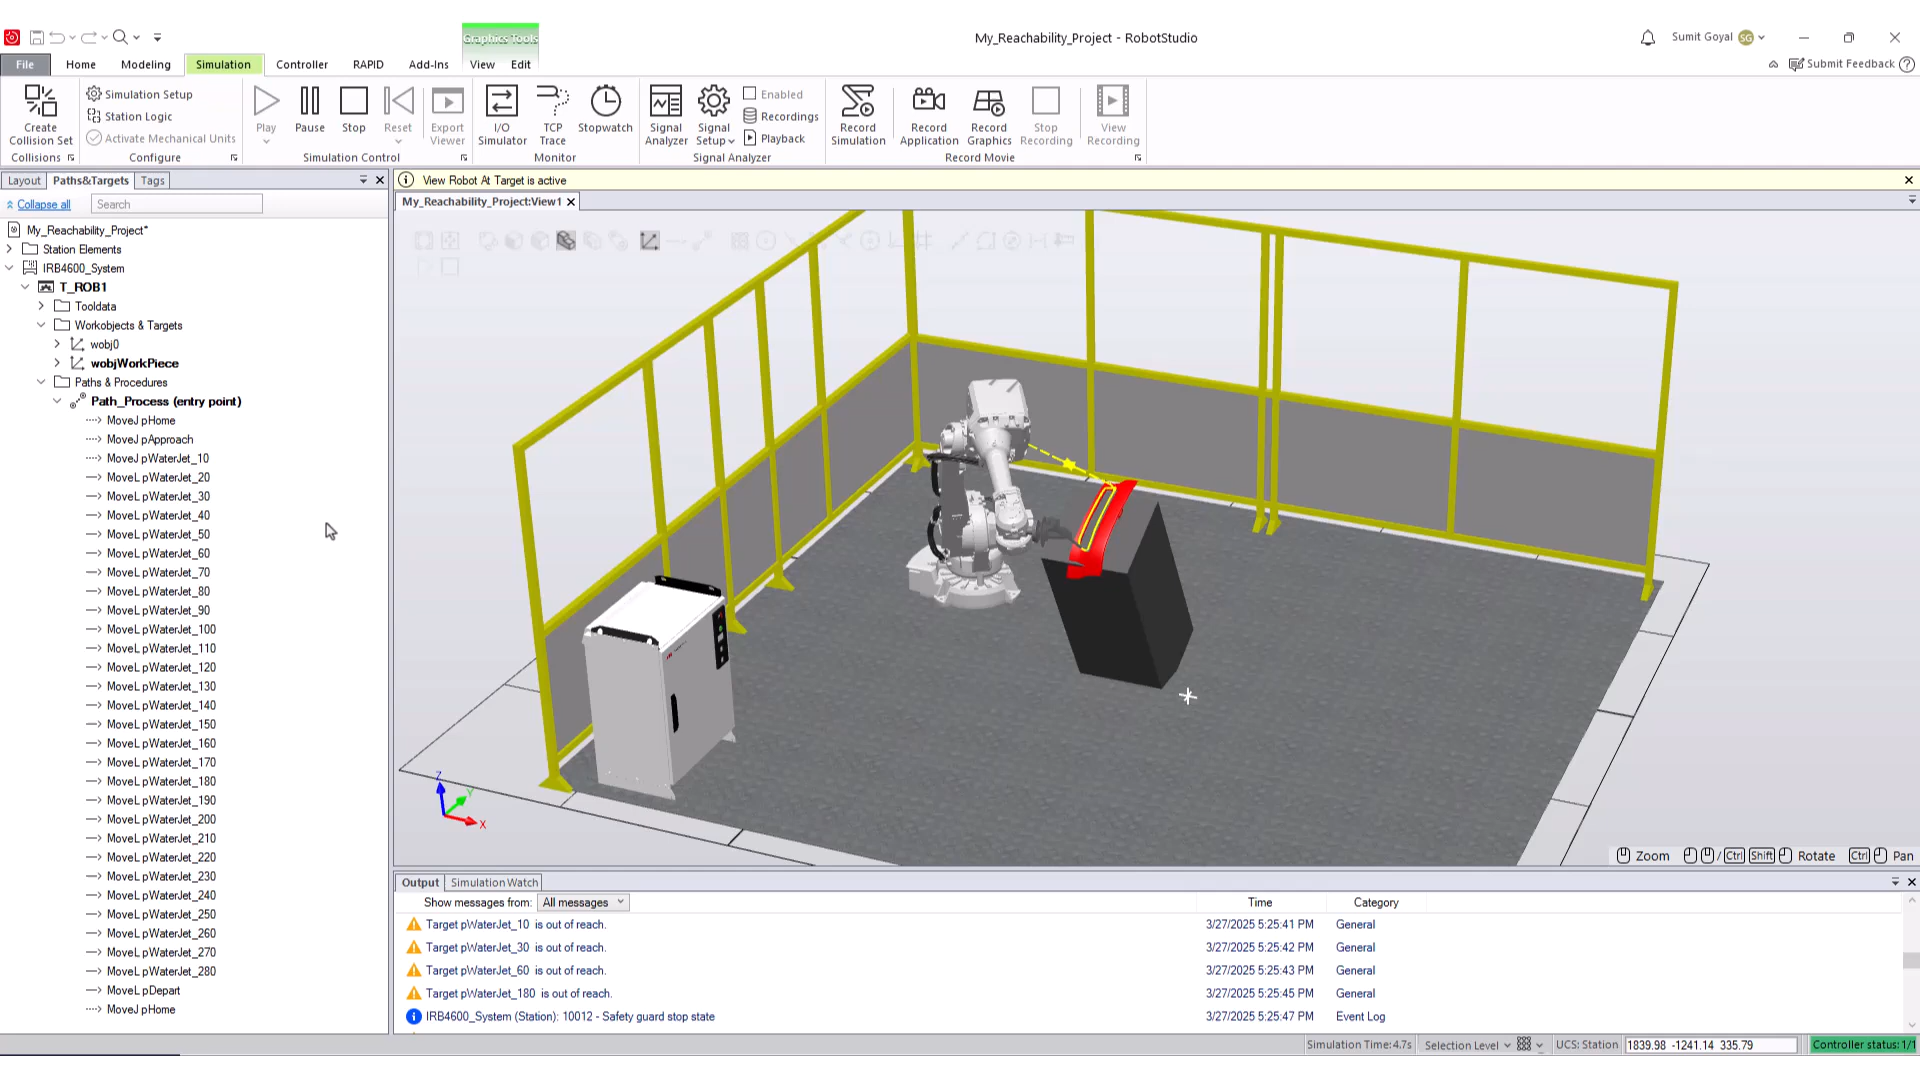 Graphics Tools
My_Reachability_Project - RobotStudio
Sumit Goyal SG
File Home Modeling Simulation Controller RAPID Add-Ins View Edit
Submit Feedback
Create Collision Set
Collisions
Simulation Setup
Station Logic
Activate Mechanical Units
Configure
Play
Pause
Stop
Reset
Export Viewer
Simulation Control
I/O Simulator
TCP Trace
Stopwatch
Monitor
Signal Analyzer
Signal Setup
Enabled
Recordings
Playback
Signal Analyzer
Record Simulation
Record Application
Record Graphics
Stop Recording
View Recording
Record Movie
Layout Paths&Targets Tags
Collapse all
Search
My_Reachability_Project*
Station Elements
IRB4600_System
T_ROB1
Tooldata
Workobjects & Targets
wobj0
wobjWorkPiece
Paths & Procedures
Path_Process (entry point)
MoveJ pHome
MoveJ pApproach
MoveJ pWaterJet_10
MoveL pWaterJet_20
MoveL pWaterJet_30
MoveL pWaterJet_40
MoveL pWaterJet_50
MoveL pWaterJet_60
MoveL pWaterJet_70
MoveL pWaterJet_80
MoveL pWaterJet_90
MoveL pWaterJet_100
MoveL pWaterJet_110
MoveL pWaterJet_120
MoveL pWaterJet_130
MoveL pWaterJet_140
MoveL pWaterJet_150
MoveL pWaterJet_160
MoveL pWaterJet_170
MoveL pWaterJet_180
MoveL pWaterJet_190
MoveL pWaterJet_200
MoveL pWaterJet_210
MoveL pWaterJet_220
MoveL pWaterJet_230
MoveL pWaterJet_240
MoveL pWaterJet_250
MoveL pWaterJet_260
MoveL pWaterJet_270
MoveL pWaterJet_280
MoveL pDepart
MoveJ pHome
View Robot At Target is active
My_Reachability_Project:View1
Z
Y
X
Zoom / Ctrl Shift Rotate Ctrl Pan
Output Simulation Watch
Show messages from: All messages Time Category
Target pWaterJet_10 is out of reach. 3/27/2025 5:25:41 PM General
Target pWaterJet_30 is out of reach. 3/27/2025 5:25:42 PM General
Target pWaterJet_60 is out of reach. 3/27/2025 5:25:43 PM General
Target pWaterJet_180 is out of reach. 3/27/2025 5:25:45 PM General
IRB4600_System (Station): 10012 - Safety guard stop state 3/27/2025 5:25:47 PM Event Log
Simulation Time: 4.7s Selection Level UCS: Station 1839.98 -1241.14 335.79 Controller status: 1/1